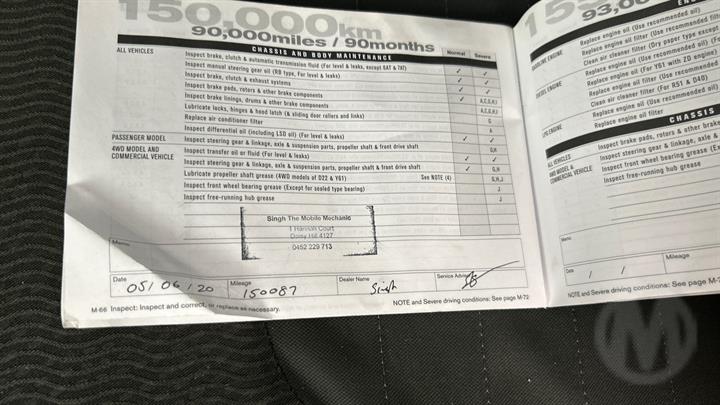 150,000km
90,000miles / 90months
CHASSIS AND BODY MAINTENANCE Normal Severe
ALL VEHICLES
Inspect brake, clutch & automatic transmission fluid (For level & leaks, except 8AT & 7AT) ✓ ✓
Inspect manual steering gear oil (RB type, For level & leaks) ✓ ✓
Inspect brake, clutch & exhaust systems ✓ ✓
Inspect brake pads, rotors & other brake components ✓ A,C,G,H,I
Inspect brake linings, drums & other brake components
Lubricate locks, hinges & hood latch (& sliding door rollers and links)
Replace air conditioner filter
Inspect differential oil (including LSD oil) (For level & leaks)
PASSENGER MODEL Inspect steering gear & linkage, axle & suspension parts, propeller shaft & front drive shaft ✓ G,H
4WD MODEL AND COMMERCIAL VEHICLE
Inspect transfer oil or fluid (For level & leaks) ✓ ✓
Inspect steering gear & linkage, axle & suspension parts, propeller shaft & front drive shaft ✓ G,H
Lubricate propeller shaft grease (4WD models of D22 & Y61) See NOTE (4) G,H,J
Inspect front wheel bearing grease (Except for sealed type bearing) J
Inspect free-running hub grease J
Singh The Mobile Mechanic
1 Hannah Court
Daisy Hill 4127
0452 229 713
Memo
Date 05/06/20 Mileage 150087 Dealer Name Singh Service Advisor
M-66 Inspect: Inspect and correct, or replace as necessary. NOTE and Severe driving conditions: See page M-72
93,00
GASOLINE ENGINE
Replace engine oil (Use recommended oil)
Replace engine oil filter (Use recommended
Clean air cleaner filter (Dry paper type except
DIESEL ENGINE
Replace engine oil (Use recommended oil) (F
Replace engine oil (For Y61 with ZD engine)
Replace engine oil filter (Use recommended
Clean air cleaner filter (For R51 & D40)
LPG ENGINE
Replace engine oil (Use recommended oil)
Replace engine oil filter
CHASSIS
ALL VEHICLES
Inspect brake pads, rotors & other brake
4WD MODEL & COMMERCIAL VEHICLE
Inspect steering gear & linkage, axle &
Inspect front wheel bearing grease (E
Inspect free-running hub grease
Memo
Date / / Mileage
NOTE and Severe driving conditions: See page M-7
M